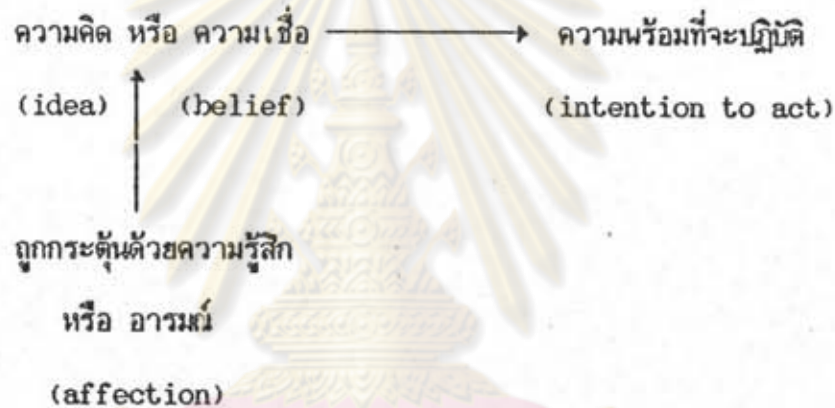 ความคิด หรือ ความเชื่อ ความพร้อมที่จะปฏิบัติ
(idea) (belief) (intention to act)
ถูกกระตุ้นด้วยความรู้สึก
หรือ อารมณ์
(affection)